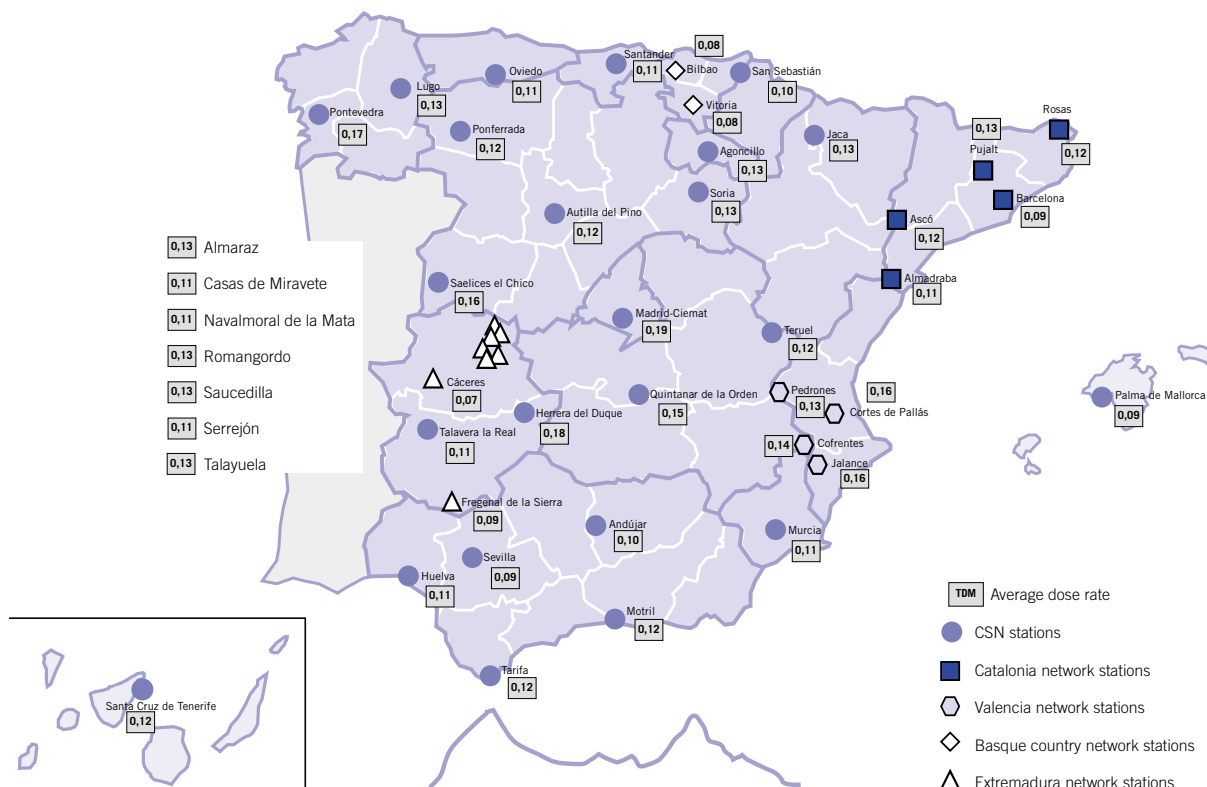 0,08
Santander
0,11
Bilbao
San Sebastián
0,10
Oviedo
0,11
Lugo
0,13
Vitoria
0,08
Pontevedra
0,17
Ponferrada
0,12
Agoncillo
0,13
Jaca
0,13
Rosas
0,12
0,13
Pujalt
Barcelona
0,09
Soria
0,13
Autilla del Pino
0,12
Ascó
0,12
Almadraba
0,11
0,13 Almaraz
0,11 Casas de Miravete
0,11 Navalmoral de la Mata
0,13 Romangordo
0,13 Saucedilla
0,11 Serrejón
0,13 Talayuela
Saelices el Chico
0,16
Madrid-Ciemat
0,19
Teruel
0,12
Cáceres
0,07
Quintanar de la Orden
0,15
Pedrones
0,13
0,16
Cortes de Pallás
Palma de Mallorca
0,09
Herrera del Duque
0,18
Talavera la Real
0,11
0,14
Cofrentes
Jalance
0,16
Fregenal de la Sierra
0,09
Andújar
0,10
Murcia
0,11
Sevilla
0,09
Huelva
0,11
Motril
0,12
Tarifa
0,12
Santa Cruz de Tenerife
0,12
TDM Average dose rate
CSN stations
Catalonia network stations
Valencia network stations
Basque country network stations
Extremadura network stations